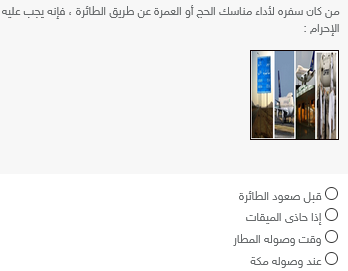 من كان سفره لأداء مناسك الحج أو العمرة عن طريق الطائرة ، فإنه يجب عليه
الإحرام :
قبل صعود الطائرة
إذا حاذى الميقات
وقت وصوله المطار
عند وصوله مكة